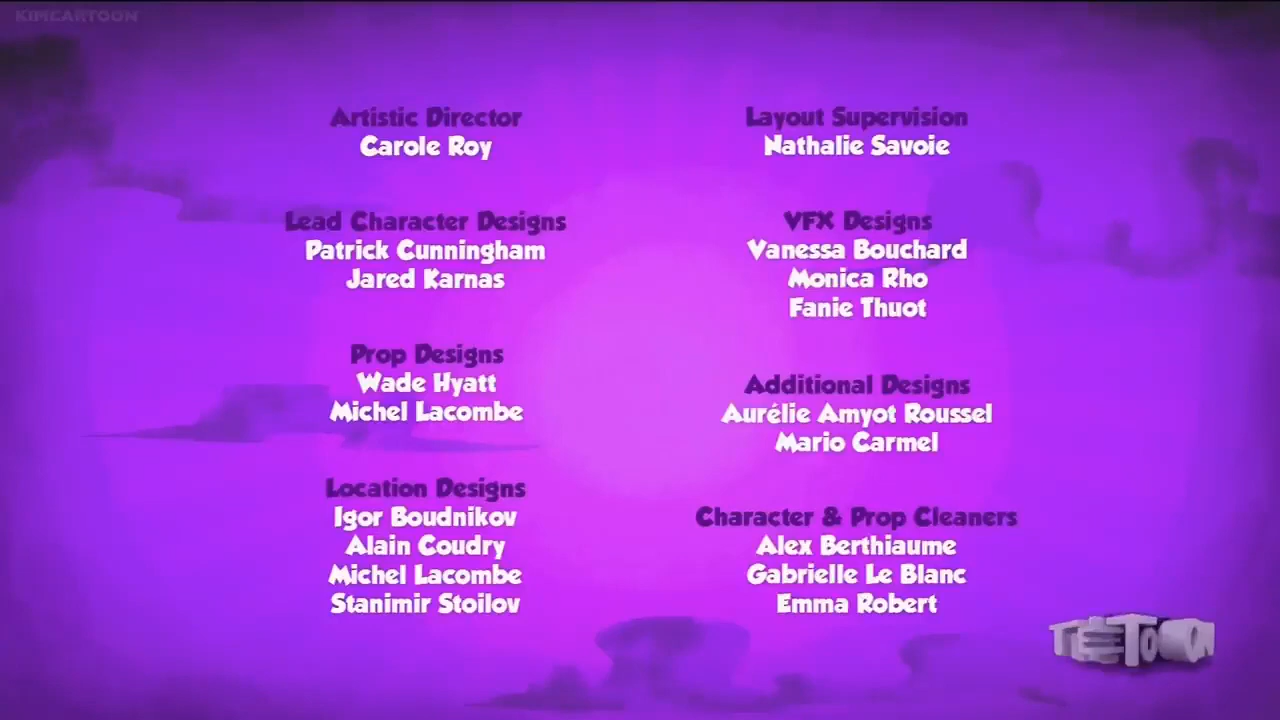 KIMCARTOON
Artistic Director
Carole Roy
Lead Character Designs
Patrick Cunningham
Jared Karnas
Prop Designs
Wade Hyatt
Michel Lacombe
Location Designs
Igor Boudnikov
Alain Coudry
Michel Lacombe
Stanimir Stoilov
Layout Supervision
Nathalie Savoie
VFX Designs
Vanessa Bouchard
Monica Rho
Fanie Thuot
Additional Designs
Aurélie Amyot Roussel
Mario Carmel
Character & Prop Cleaners
Alex Berthiaume
Gabrielle Le Blanc
Emma Robert
TÉLÉTOON